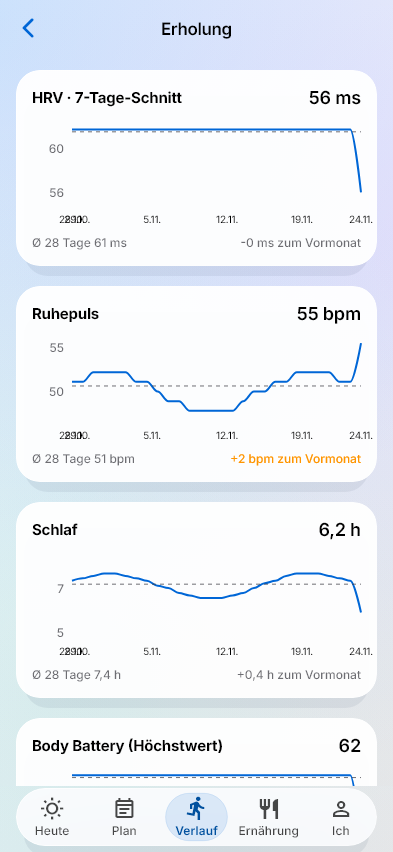 Erholung
HRV · 7-Tage-Schnitt 56 ms
60
56
5.11. 12.11. 19.11. 24.11.
Ø 28 Tage 61 ms -0 ms zum Vormonat
Ruhepuls 55 bpm
55
50
5.11. 12.11. 19.11. 24.11.
Ø 28 Tage 51 bpm +2 bpm zum Vormonat
Schlaf 6,2 h
7
5
5.11. 12.11. 19.11. 24.11.
Ø 28 Tage 7,4 h +0,4 h zum Vormonat
Body Battery (Höchstwert) 62
Heute Plan Verlauf Ernährung Ich